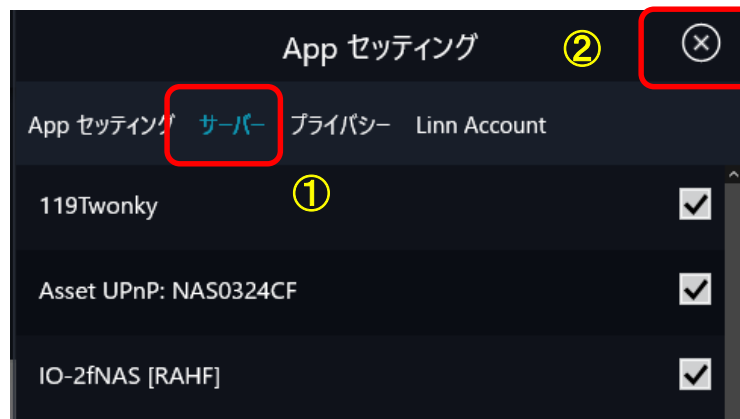 App セッティング ②
App セッティング サーバー プライバシー Linn Account
①
119Twonky
Asset UPnP: NAS0324CF
IO-2fNAS [RAHF]